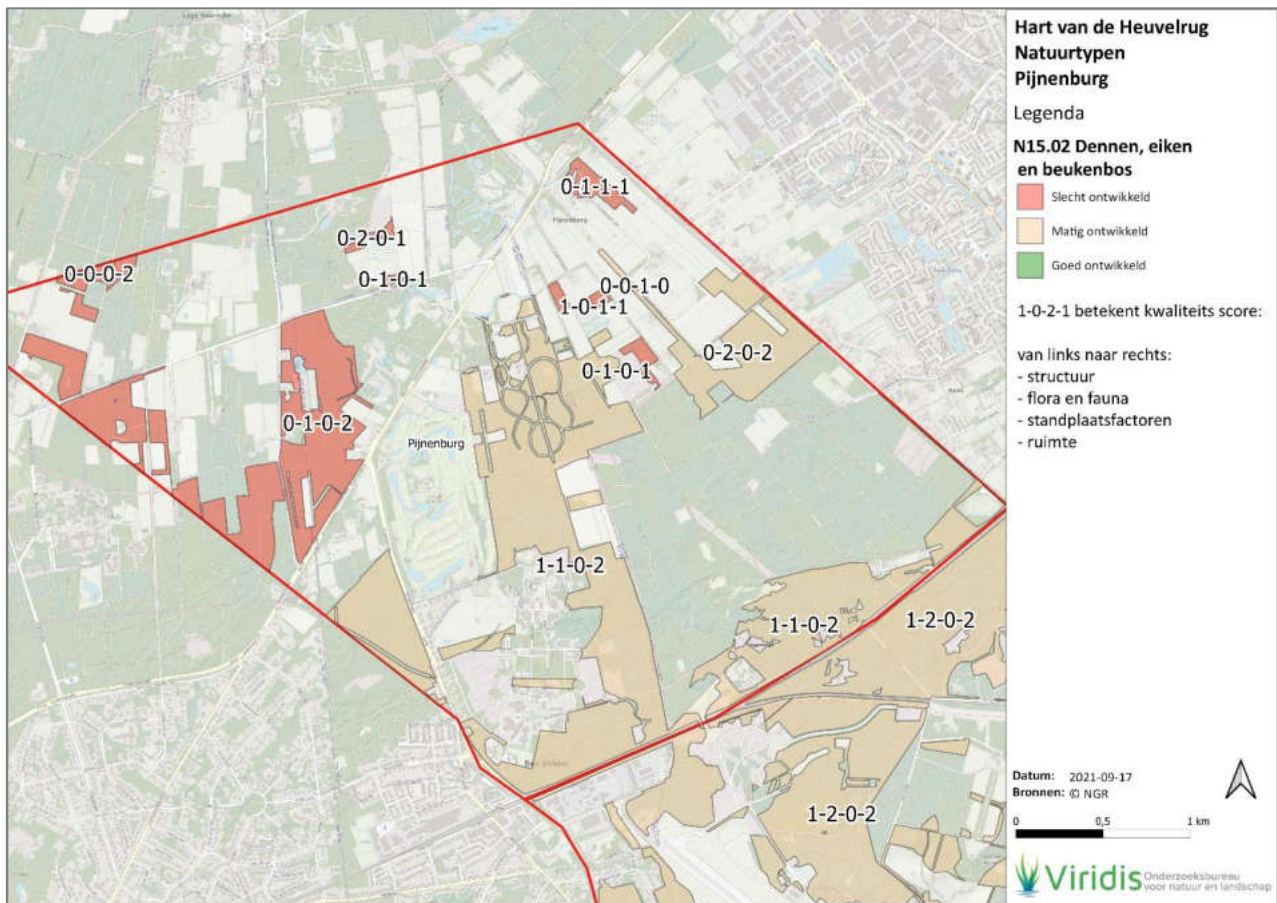 Hart van de Heuvelrug
Natuurtypen
Pijnenburg
Legenda
N15.02 Dennen, eiken
en beukenbos
Slecht ontwikkeld
Matig ontwikkeld
Goed ontwikkeld
1-0-2-1 betekent kwaliteits score:
van links naar rechts:
- structuur
- flora en fauna
- standplaatsfactoren
- ruimte
Datum: 2021-09-17
Bronnen: © NGR
0 0,5 1 km
Viridis Onderzoeksbureau
voor natuur en landschap
0-1-1-1
0-2-0-1
0-0-0-2
0-1-0-1
0-0-1-0
1-0-1-1
0-2-0-2
0-1-0-1
0-1-0-2
Pijnenburg
1-1-0-2
1-1-0-2
1-2-0-2
1-2-0-2